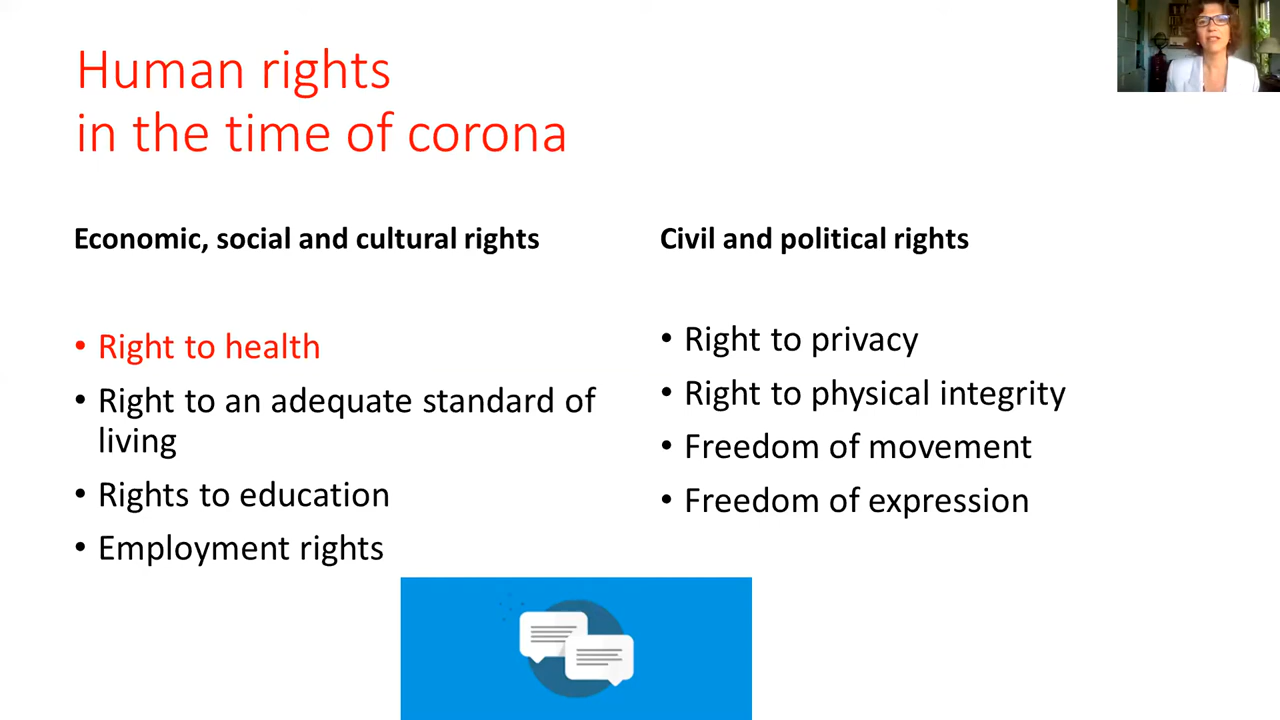 Human rights
in the time of corona
Economic, social and cultural rights
• Right to health
• Right to an adequate standard of
living
• Rights to education
• Employment rights
Civil and political rights
• Right to privacy
• Right to physical integrity
• Freedom of movement
• Freedom of expression